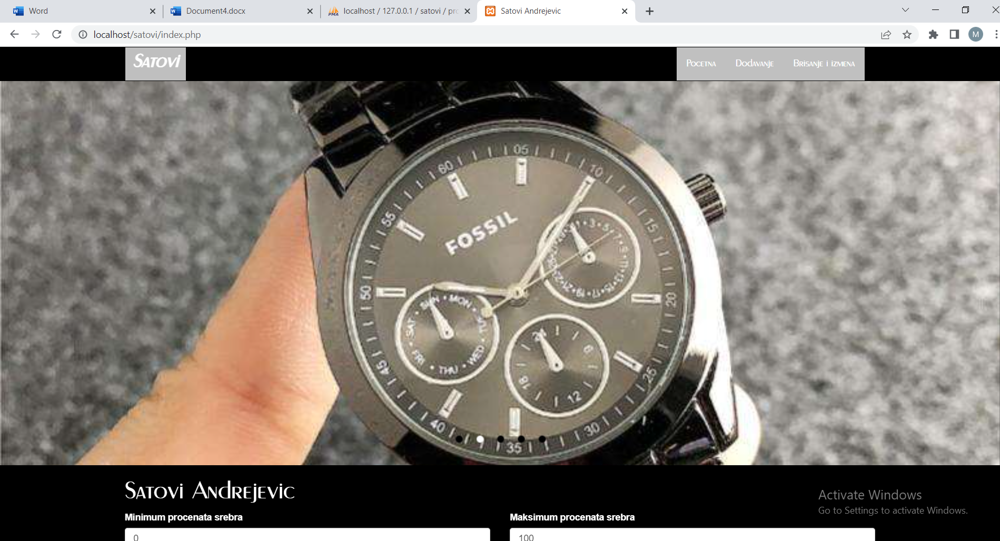 Word
Document4.docx
localhost / 127.0.0.1 / satovi / pro
Satovi Andrejevic
localhost/satovi/index.php
M
Satovi
Pocetna
Dodavanje
Brisanje i izmena
FOSSIL
05
10
15
20
25
30
35
40
45
50
55
60
SUN • MON • TUE • WED • THU • FRI • SAT
24
6
12
18
Satovi Andrejevic
Minimum procenata srebra
Maksimum procenata srebra
0
100
Activate Windows
Go to Settings to activate Windows.